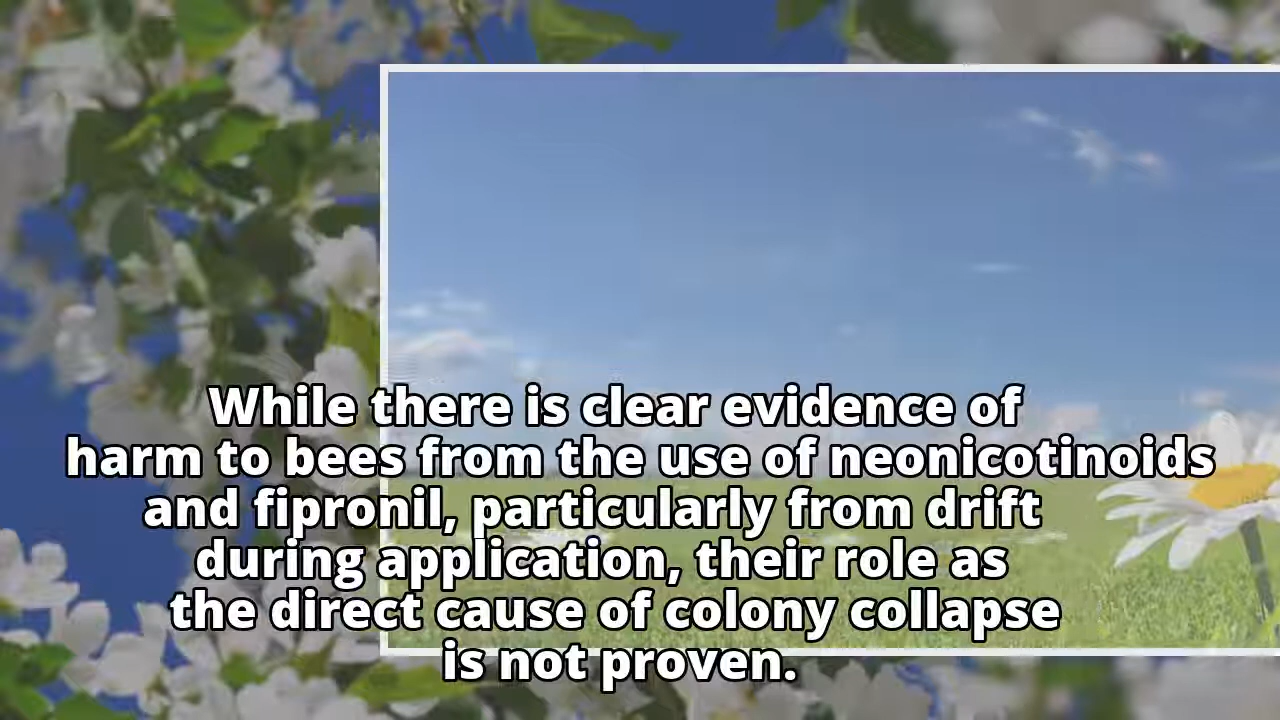 While there is clear evidence of
harm to bees from the use of neonicotinoids
and fipronil, particularly from drift
during application, their role as
the direct cause of colony collapse
is not proven.